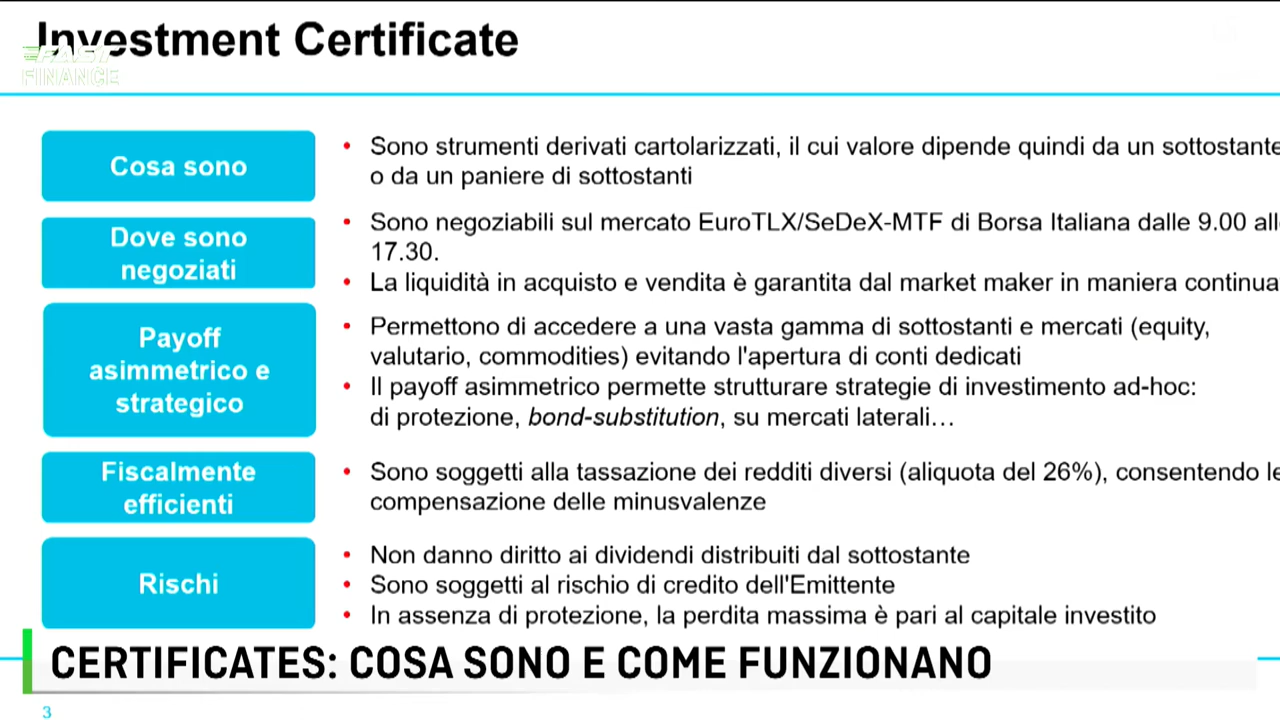 Investment Certificate
FAST
FINANCE
Cosa sono
• Sono strumenti derivati cartolarizzati, il cui valore dipende quindi da un sottostante
o da un paniere di sottostanti
Dove sono
negoziati
• Sono negoziabili sul mercato EuroTLX/SeDeX-MTF di Borsa Italiana dalle 9.00 all
17.30.
• La liquidità in acquisto e vendita è garantita dal market maker in maniera continua
Payoff
asimmetrico e
strategico
• Permettono di accedere a una vasta gamma di sottostanti e mercati (equity,
valutario, commodities) evitando l'apertura di conti dedicati
• Il payoff asimmetrico permette strutturare strategie di investimento ad-hoc:
di protezione, bond-substitution, su mercati laterali…
Fiscalmente
efficienti
• Sono soggetti alla tassazione dei redditi diversi (aliquota del 26%), consentendo le
compensazione delle minusvalenze
Rischi
• Non danno diritto ai dividendi distribuiti dal sottostante
• Sono soggetti al rischio di credito dell'Emittente
• In assenza di protezione, la perdita massima è pari al capitale investito
CERTIFICATES: COSA SONO E COME FUNZIONANO
3